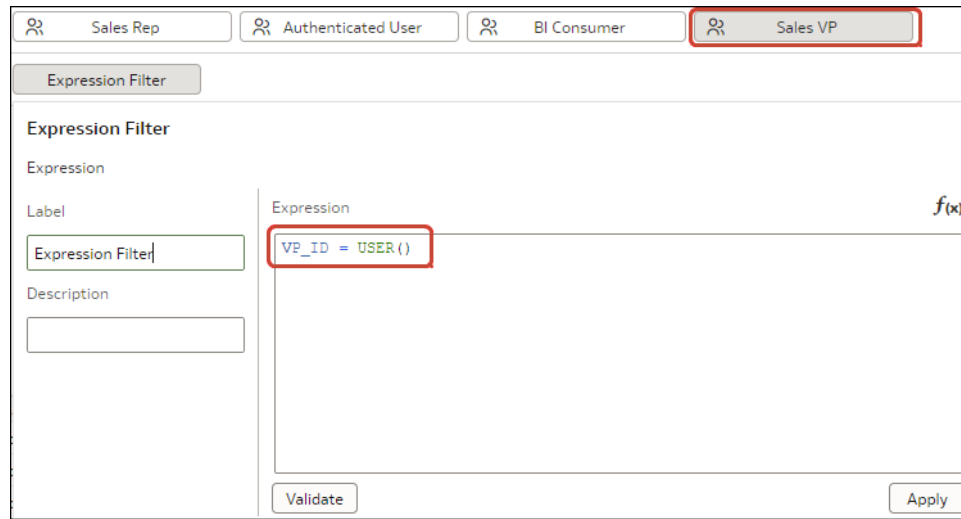 Sales Rep Authenticated User BI Consumer Sales VP
Expression Filter
Expression Filter
Expression
Label
Expression
f(x)
Expression Filter
VP_ID = USER()
Description
Validate
Apply